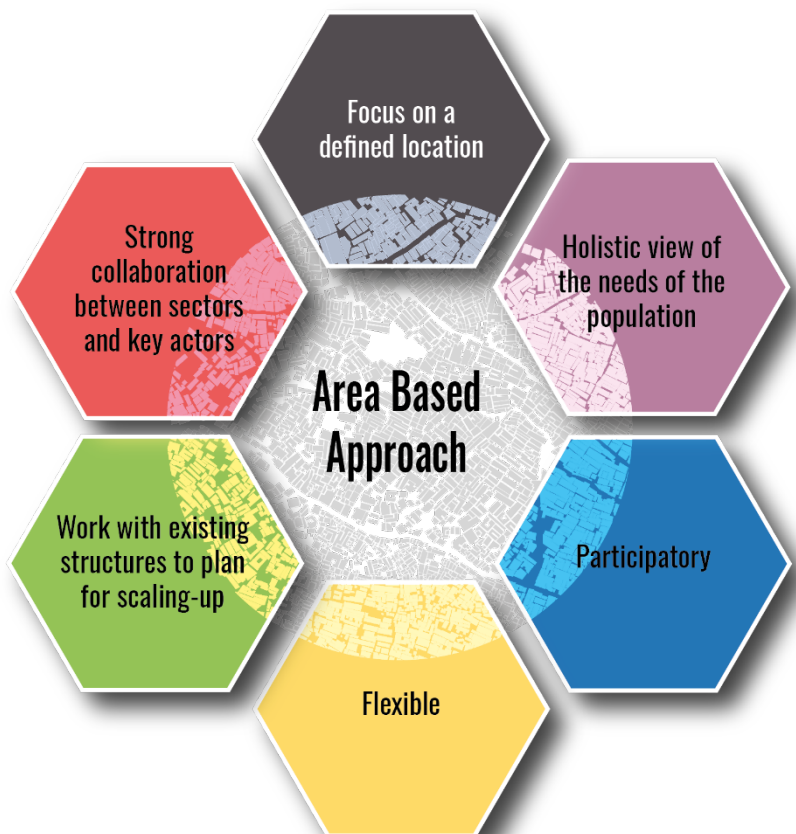 Focus on a
defined location
Strong
collaboration
between sectors
and key actors
Holistic view of
the needs of the
population
Area Based
Approach
Work with existing
structures to plan
for scaling-up
Participatory
Flexible